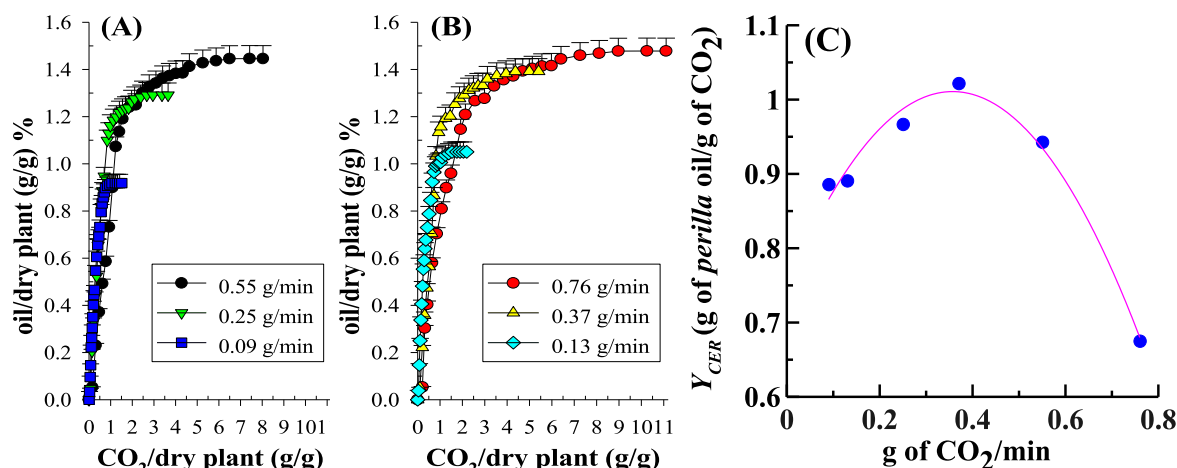 (A)
oil/dry plant (g/g) %
1.6
1.4
1.2
1.0
0.8
0.6
0.4
0.2
0.0
0.55 g/min
0.25 g/min
0.09 g/min
0 1 2 3 4 5 6 7 8 9 101
CO2/dry plant (g/g)
(B)
oil/dry plant (g/g) %
1.6
1.4
1.2
1.0
0.8
0.6
0.4
0.2
0.0
0.76 g/min
0.37 g/min
0.13 g/min
0 1 2 3 4 5 6 7 8 9 1011
CO2/dry plant (g/g)
(C)
YCER (g of perilla oil/g of CO2)
1.1
1
0.9
0.8
0.7
0.6
0 0.2 0.4 0.6 0.8
g of CO2/min